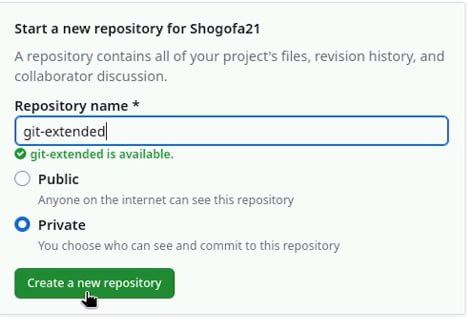 Start a new repository for Shogofa21
A repository contains all of your project's files, revision history, and
collaborator discussion.
Repository name *
git-extended
git-extended is available.
Public
Anyone on the internet can see this repository
Private
You choose who can see and commit to this repository
Create a new repository